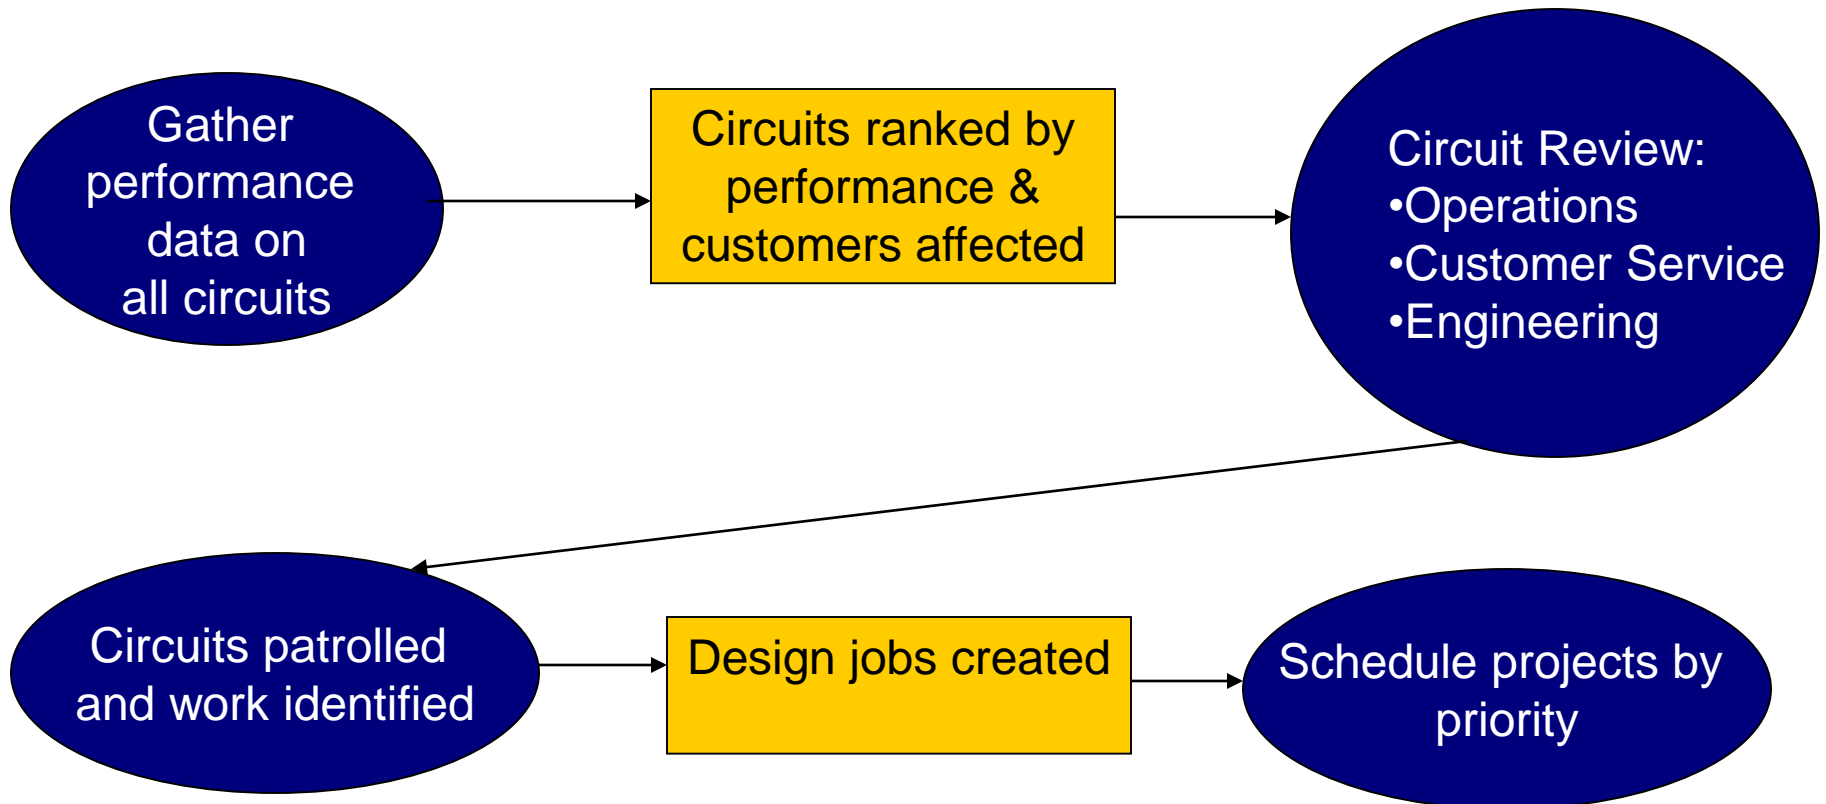 Gather
performance
data on
all circuits
Circuits ranked by
performance &
customers affected
Circuit Review:
•Operations
•Customer Service
•Engineering
Circuits patrolled
and work identified
Design jobs created
Schedule projects by
priority